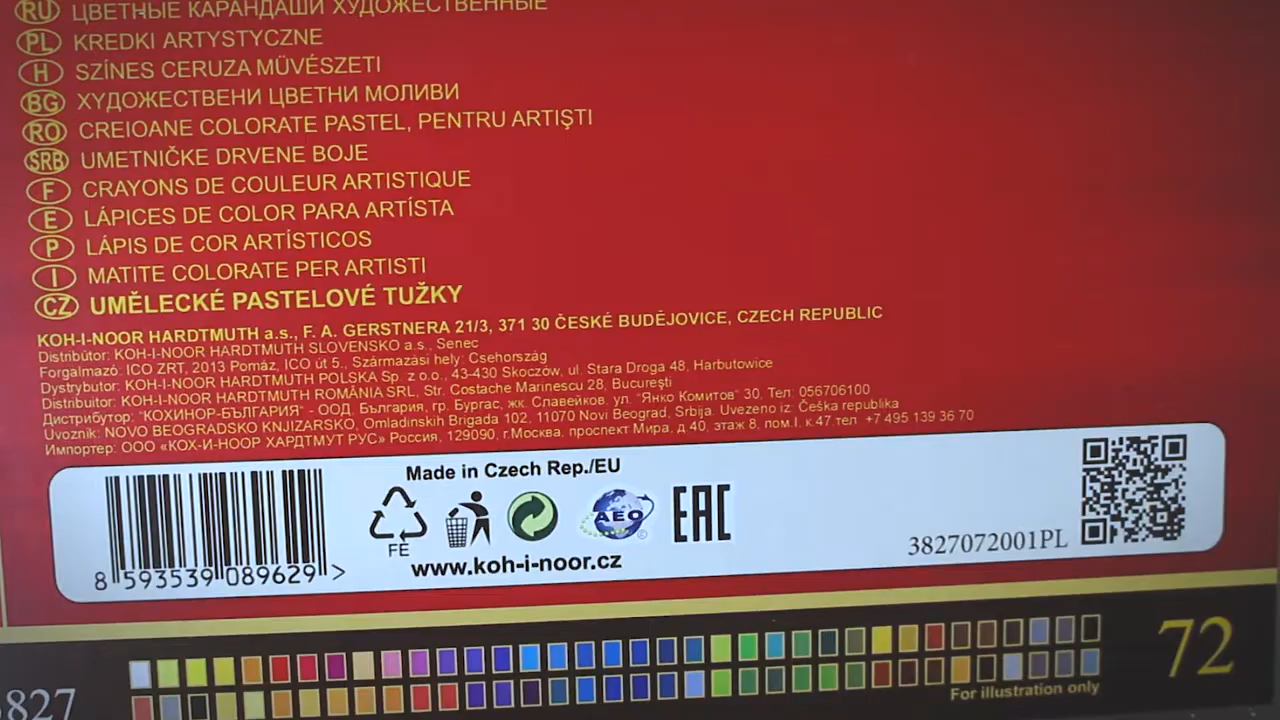 RU ЦВЕТНЫЕ КАРАНДАШИ ХУДОЖЕСТВЕННЫЕ
PL KREDKI ARTYSTYCZNE
H SZÍNES CERUZA MÜVÉSZETI
BG ХУДОЖЕСТВЕНИ ЦВЕТНИ МОЛИВИ
RO CREIOANE COLORATE PASTEL, PENTRU ARTIŞTI
SRB UMETNIČKE DRVENE BOJE
F CRAYONS DE COULEUR ARTISTIQUE
E LÁPICES DE COLOR PARA ARTÍSTA
P LÁPIS DE COR ARTÍSTICOS
I MATITE COLORATE PER ARTISTI
CZ UMĚLECKÉ PASTELOVÉ TUŽKY
KOH-I-NOOR HARDTMUTH a.s., F. A. GERSTNERA 21/3, 371 30 ČESKÉ BUDĚJOVICE, CZECH REPUBLIC
Distribútor: KOH-I-NOOR HARDTMUTH SLOVENSKO a.s., Senec
Forgalmazó: ICO ZRT, 2013 Pomáz, ICO út 5., Származási hely: Csehország
Dystrybutor: KOH-I-NOOR HARDTMUTH POLSKA Sp. z o.o., 43-430 Skoczów, ul. Stara Droga 48, Harbutowice
Distribuitor: KOH-I-NOOR HARDTMUTH ROMÂNIA SRL, Str. Costache Marinescu 28, Bucureşti
Дистрибутор: "КОХИНОР-БЪЛГАРИЯ" - ООД, България, гр. Бургас, жк. Славейков. ул. "Янко Комитов" 30, Тел: 056706100
Uvoznik: NOVO BEOGRADSKO KNJIZARSKO, Omladinskih Brigada 102, 11070 Novi Beograd, Srbija. Uvezeno iz: Češka republika
Импортер: ООО «КОХ-И-НООР ХАРДТМУТ РУС» Россия, 129090, г.Москва, проспект Мира, д 40, этаж 8, пом.I, к.47.тел +7 495 139 36 70
Made in Czech Rep./EU
FE
AEO
©
EAC
www.koh-i-noor.cz
8 593539 089629 >
3827072001PL
72
3827
For illustration only